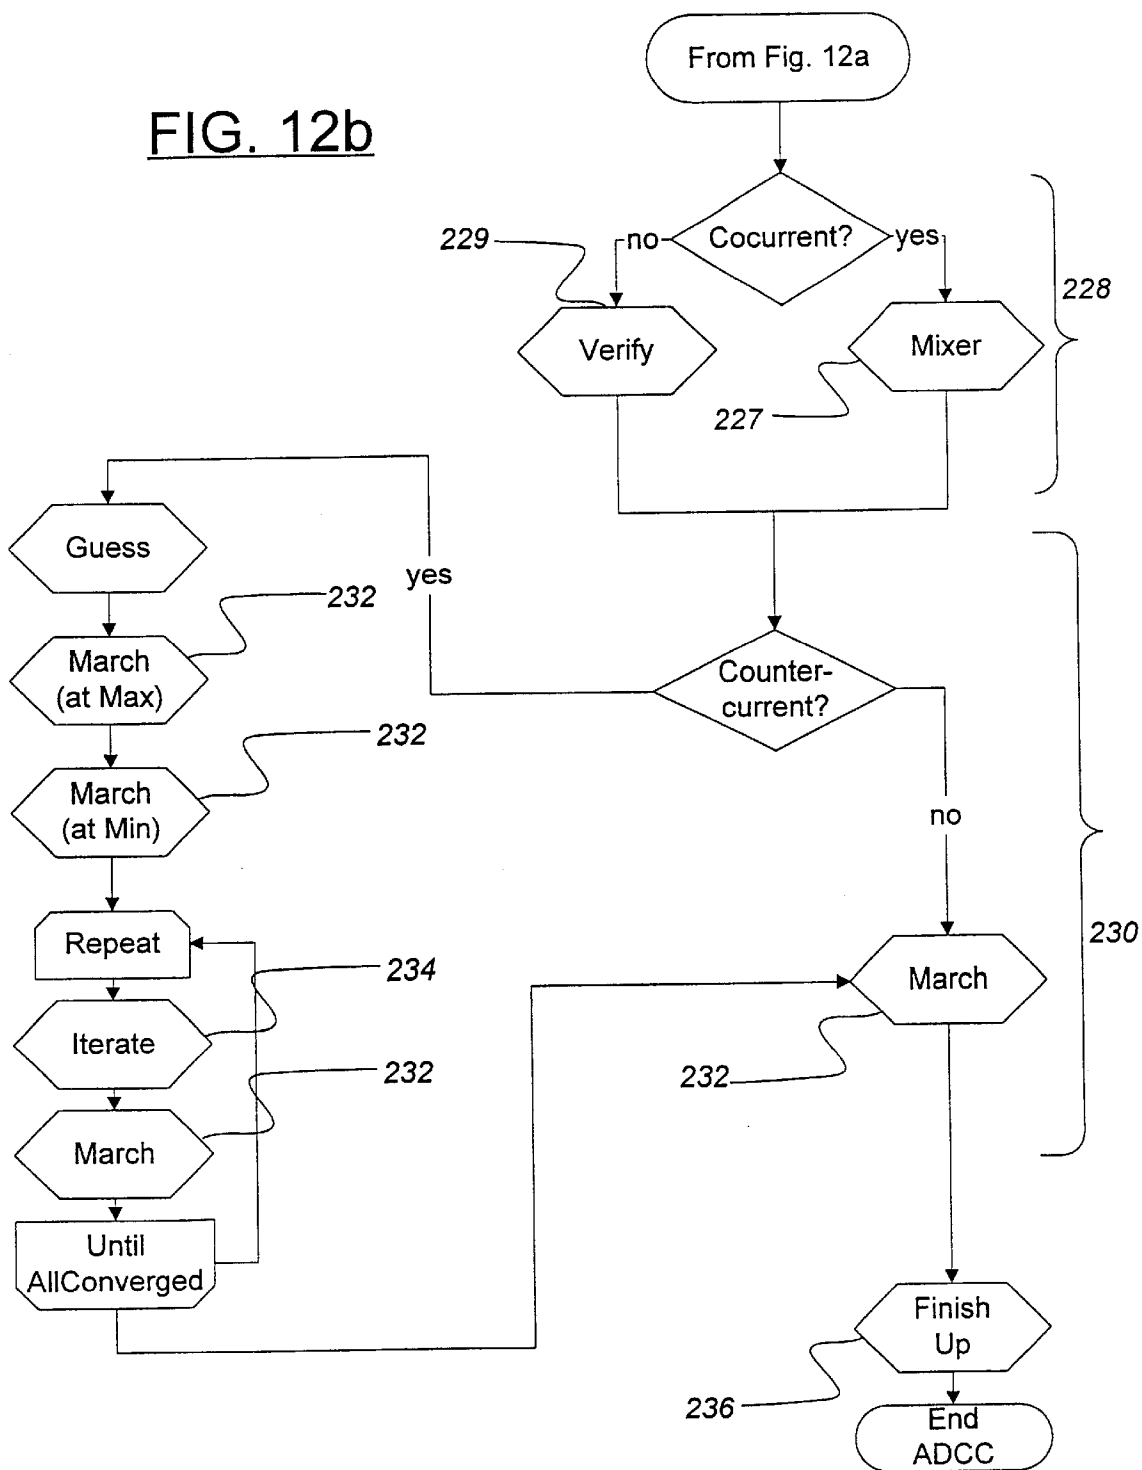 From Fig. 12a
FIG. 12b
Cocurrent?
no
yes
229
228
Verify
Mixer
227
Guess
yes
232
March
(at Max)
Counter-
current?
232
March
(at Min)
no
Repeat
230
234
March
Iterate
232
232
March
Until
AllConverged
Finish
Up
236
End
ADCC